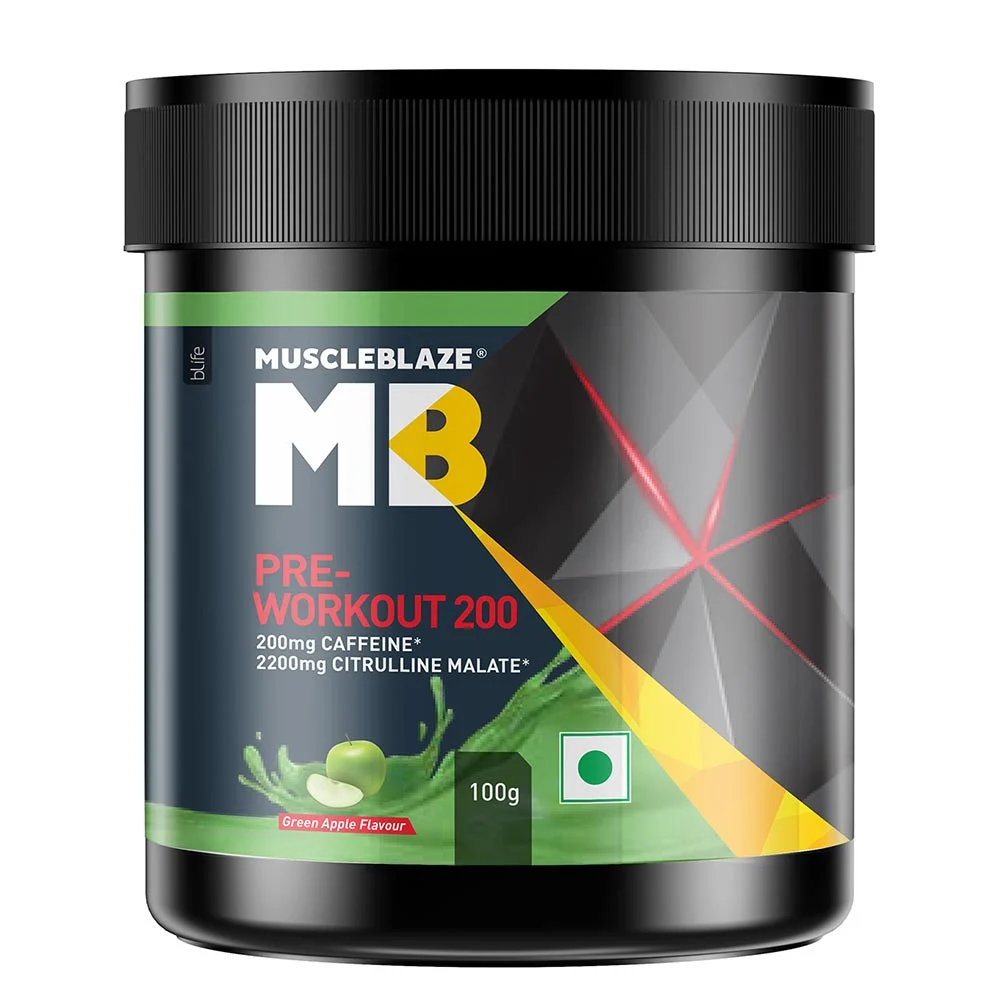 bLife
MUSCLEBLAZE®
MB
PRE-
WORKOUT 200
200mg CAFFEINE*
2200mg CITRULLINE MALATE*
100g
Green Apple Flavour